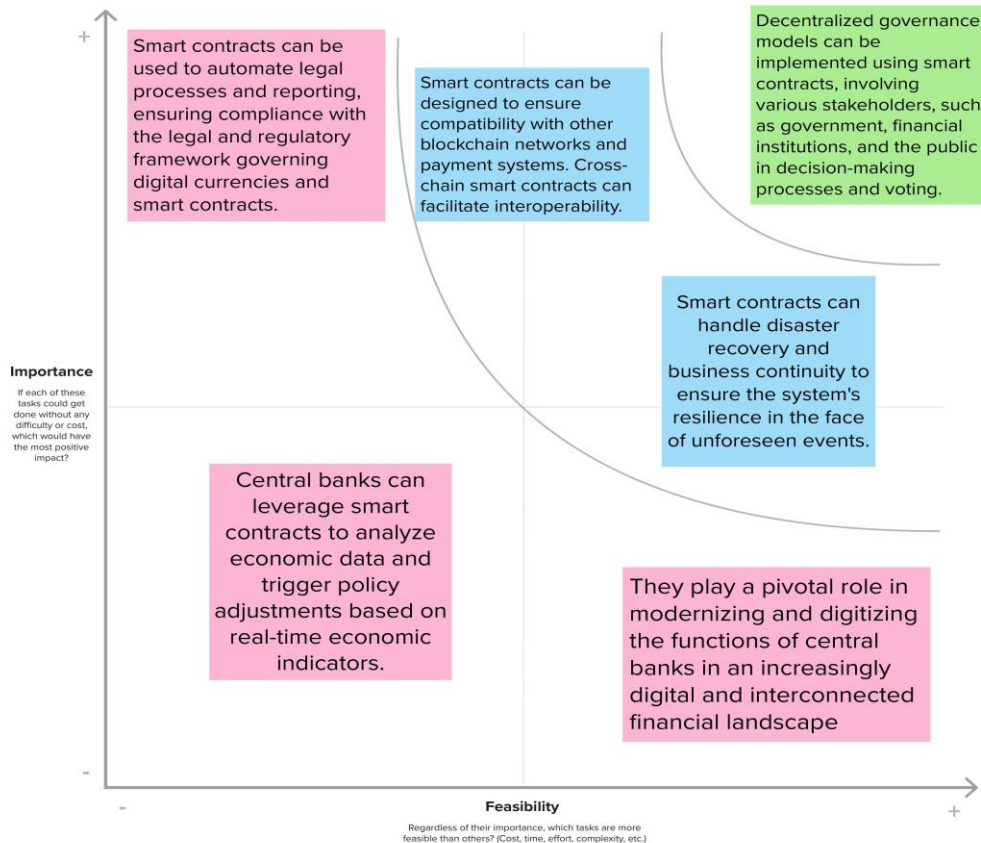 +
Smart contracts can be
used to automate legal
processes and reporting,
ensuring compliance with
the legal and regulatory
framework governing
digital currencies and
smart contracts.
Smart contracts can be
designed to ensure
compatibility with other
blockchain networks and
payment systems. Cross-
chain smart contracts can
facilitate interoperability.
Decentralized governance
models can be
implemented using smart
contracts, involving
various stakeholders, such
as government, financial
institutions, and the public
in decision-making
processes and voting.
Smart contracts can
handle disaster
recovery and
business continuity to
ensure the system's
resilience in the face
of unforeseen events.
Importance
If each of these
tasks could get
done without any
difficulty or cost,
which would have
the most positive
impact?
Central banks can
leverage smart
contracts to analyze
economic data and
trigger policy
adjustments based on
real-time economic
indicators.
They play a pivotal role in
modernizing and digitizing
the functions of central
banks in an increasingly
digital and interconnected
financial landscape
-
-
Feasibility
+
Regardless of their importance, which tasks are more
feasible than others? (Cost, time, effort, complexity, etc.)